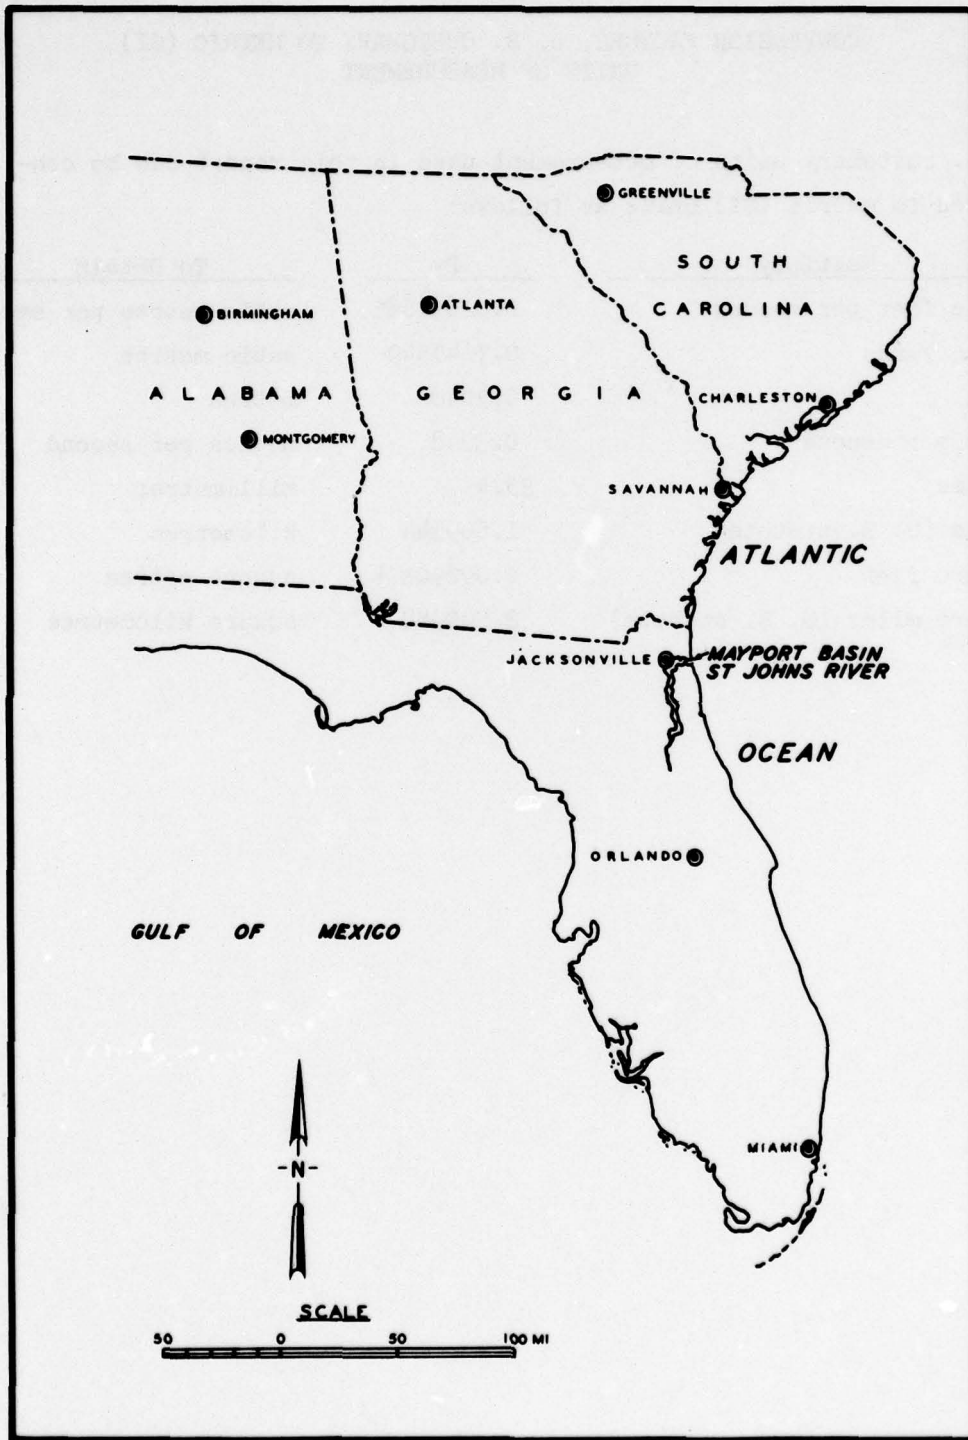 GREENVILLE
SOUTH
CAROLINA
ATLANTA
BIRMINGHAM
ALABAMA
GEORGIA
CHARLESTON
MONTGOMERY
SAVANNAH
ATLANTIC
JACKSONVILLE
MAYPORT BASIN
ST JOHNS RIVER
OCEAN
ORLANDO
GULF OF MEXICO
MIAMI
-N-
SCALE
50 0 50 100 MI